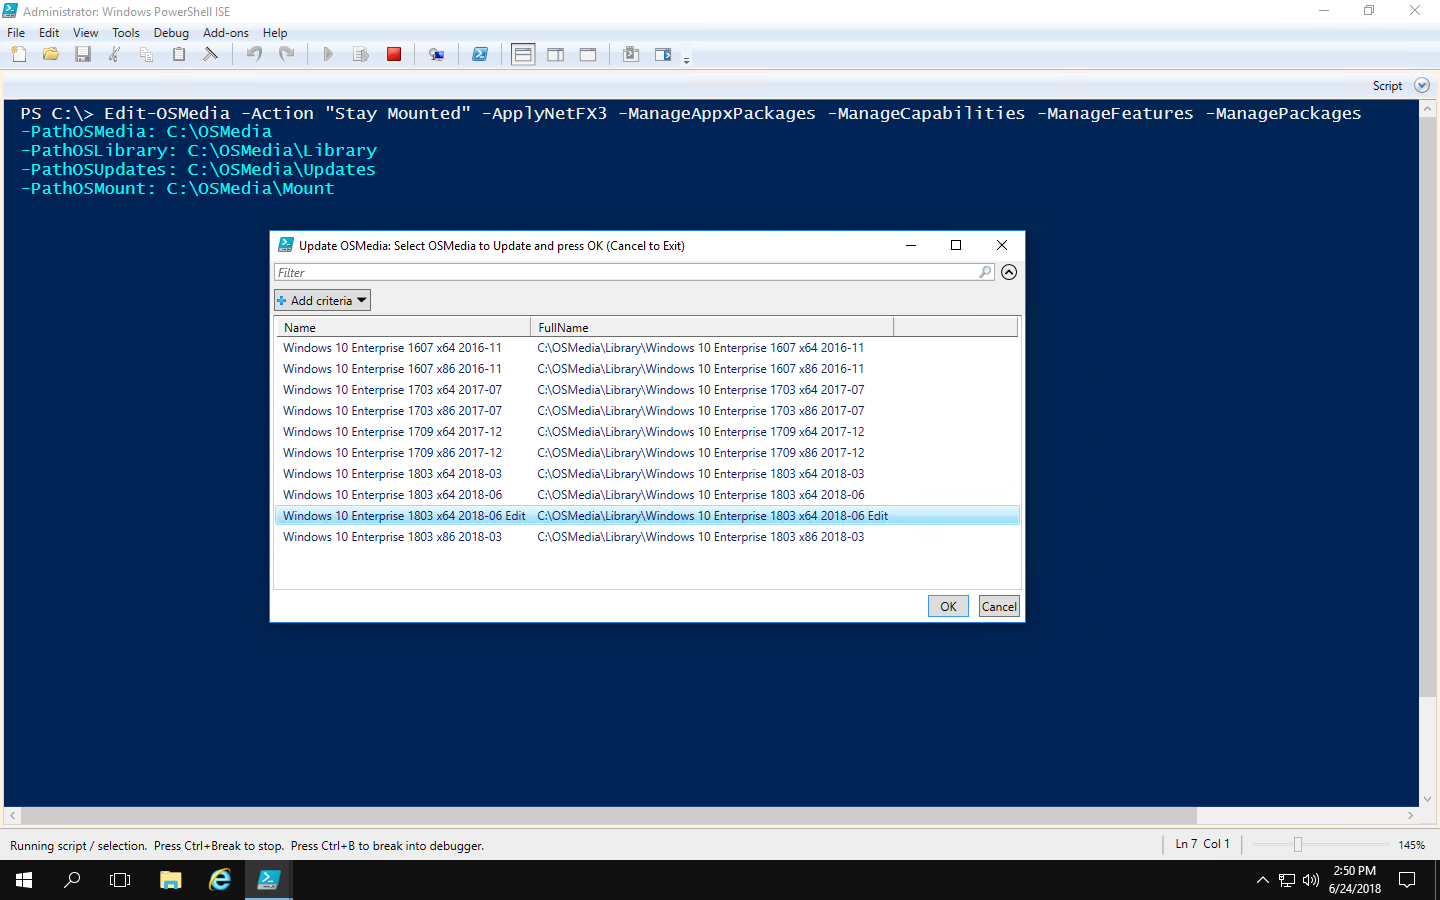 Administrator: Windows PowerShell ISE
File Edit View Tools Debug Add-ons Help
Script
PS C:\> Edit-OSMedia -Action "Stay Mounted" -ApplyNetFX3 -ManageAppxPackages -ManageCapabilities -ManageFeatures -ManagePackages
-PathOSMedia: C:\OSMedia
-PathOSLibrary: C:\OSMedia\Library
-PathOSUpdates: C:\OSMedia\Updates
-PathOSMount: C:\OSMedia\Mount
Update OSMedia: Select OSMedia to Update and press OK (Cancel to Exit)
Filter
Add criteria
Name FullName
Windows 10 Enterprise 1607 x64 2016-11 C:\OSMedia\Library\Windows 10 Enterprise 1607 x64 2016-11
Windows 10 Enterprise 1607 x86 2016-11 C:\OSMedia\Library\Windows 10 Enterprise 1607 x86 2016-11
Windows 10 Enterprise 1703 x64 2017-07 C:\OSMedia\Library\Windows 10 Enterprise 1703 x64 2017-07
Windows 10 Enterprise 1703 x86 2017-07 C:\OSMedia\Library\Windows 10 Enterprise 1703 x86 2017-07
Windows 10 Enterprise 1709 x64 2017-12 C:\OSMedia\Library\Windows 10 Enterprise 1709 x64 2017-12
Windows 10 Enterprise 1709 x86 2017-12 C:\OSMedia\Library\Windows 10 Enterprise 1709 x86 2017-12
Windows 10 Enterprise 1803 x64 2018-03 C:\OSMedia\Library\Windows 10 Enterprise 1803 x64 2018-03
Windows 10 Enterprise 1803 x64 2018-06 C:\OSMedia\Library\Windows 10 Enterprise 1803 x64 2018-06
Windows 10 Enterprise 1803 x64 2018-06 Edit C:\OSMedia\Library\Windows 10 Enterprise 1803 x64 2018-06 Edit
Windows 10 Enterprise 1803 x86 2018-03 C:\OSMedia\Library\Windows 10 Enterprise 1803 x86 2018-03
OK Cancel
Running script / selection. Press Ctrl+Break to stop. Press Ctrl+B to break into debugger.
Ln 7 Col 1
145%
2:50 PM
6/24/2018